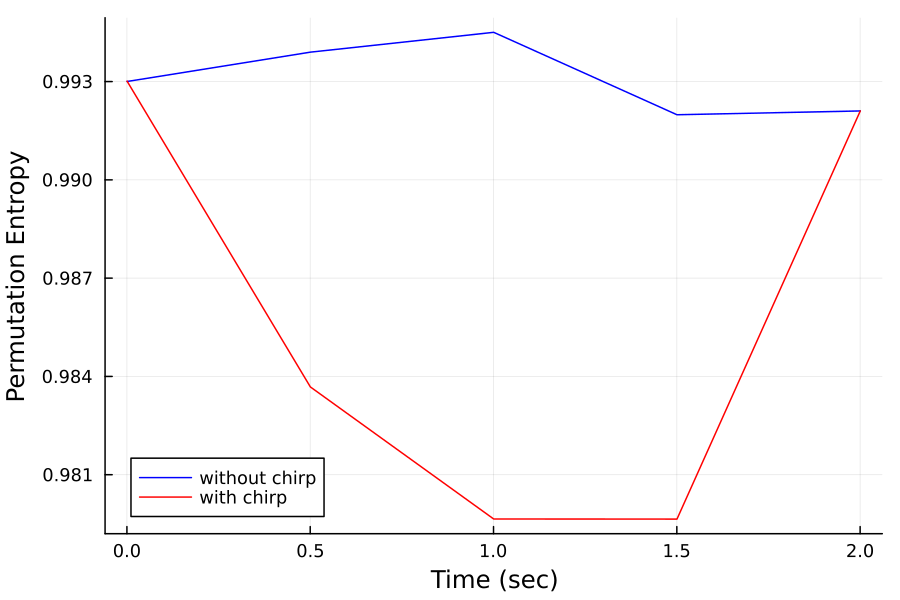 Permutation Entropy
0.993
0.990
0.987
0.984
0.981
without chirp
with chirp
0.0 0.5 1.0 1.5 2.0
Time (sec)